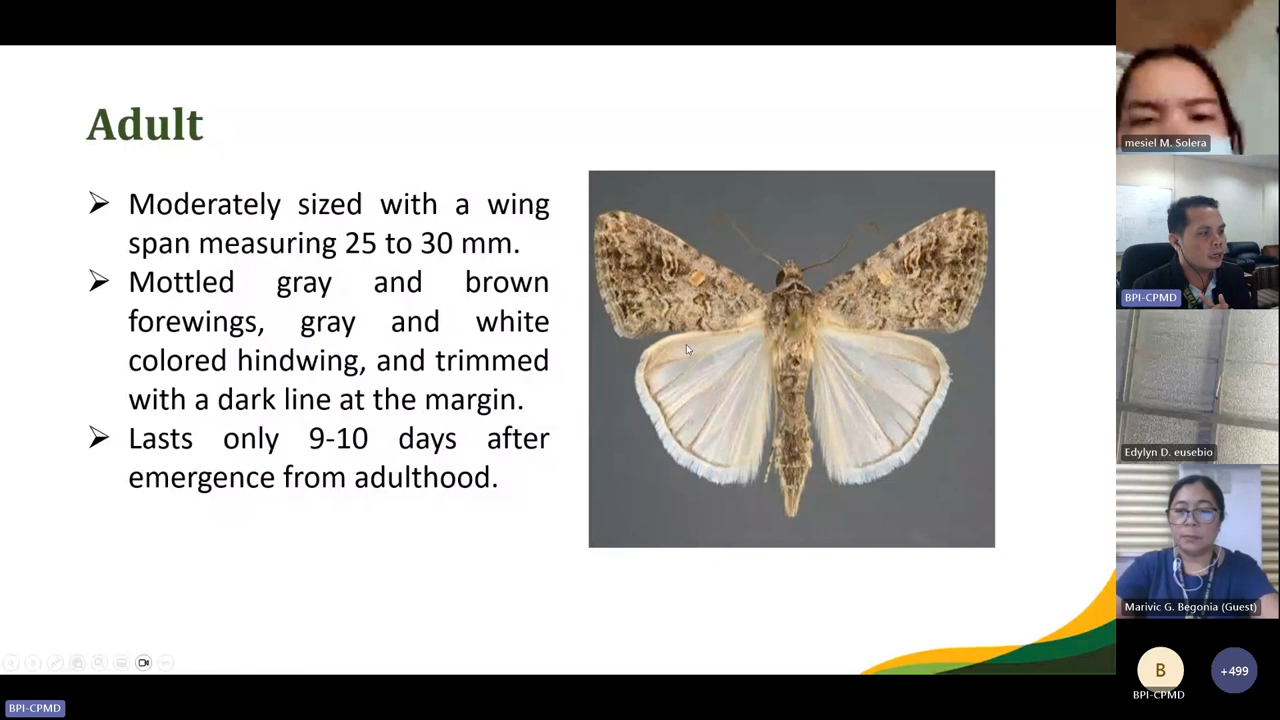 Adult
➢ Moderately sized with a wing
span measuring 25 to 30 mm.
➢ Mottled gray and brown
forewings, gray and white
colored hindwing, and trimmed
with a dark line at the margin.
➢ Lasts only 9-10 days after
emergence from adulthood.
mesiel M. Solera
BPI-CPMD
Edylyn D. eusebio
Marivic G. Begonia (Guest)
B
+499
BPI-CPMD
BPI-CPMD